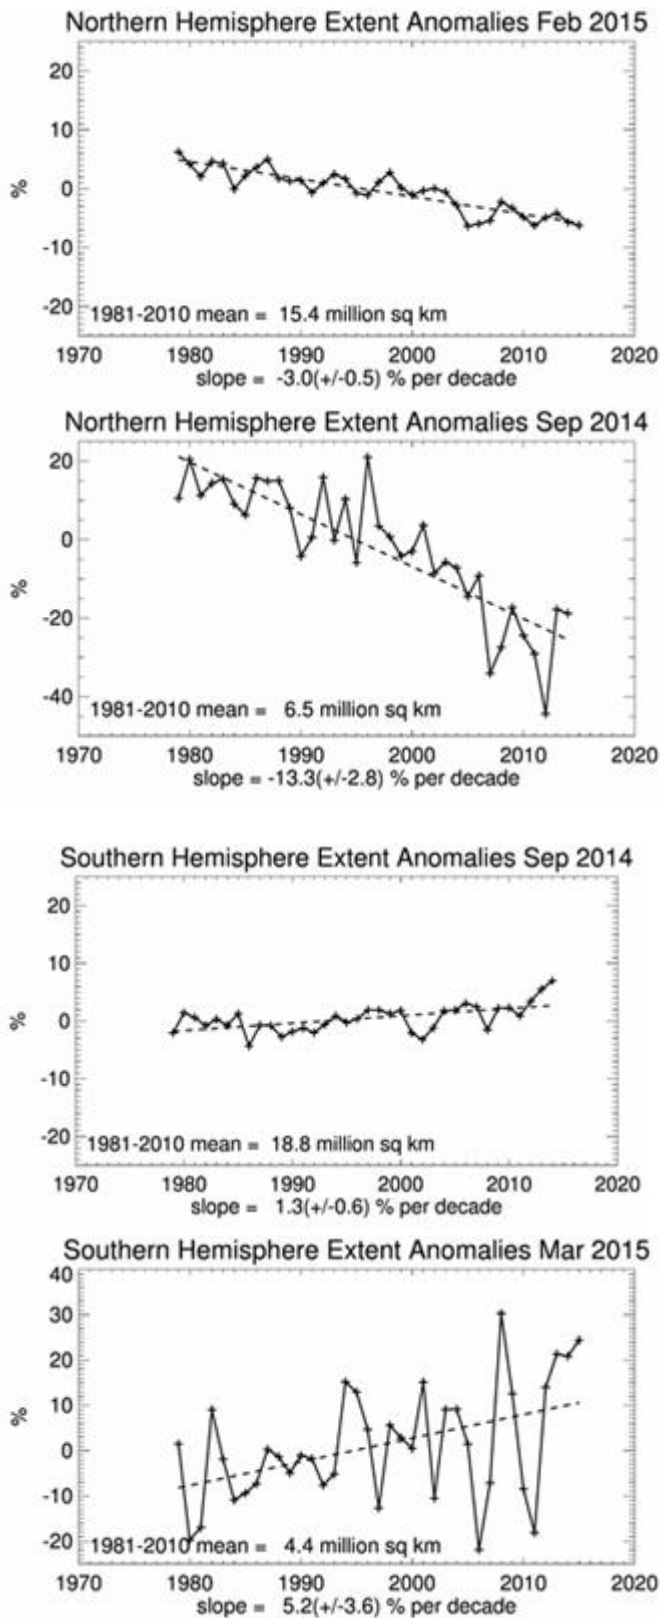 Northern Hemisphere Extent Anomalies Feb 2015
20
10
0
-10
-20
%
1981-2010 mean = 15.4 million sq km
1970 1980 1990 2000 2010 2020
slope = -3.0(+/-0.5) % per decade
Northern Hemisphere Extent Anomalies Sep 2014
20
0
-20
-40
%
1981-2010 mean = 6.5 million sq km
1970 1980 1990 2000 2010 2020
slope = -13.3(+/-2.8) % per decade
Southern Hemisphere Extent Anomalies Sep 2014
20
10
0
-10
-20
%
1981-2010 mean = 18.8 million sq km
1970 1980 1990 2000 2010 2020
slope = 1.3(+/-0.6) % per decade
Southern Hemisphere Extent Anomalies Mar 2015
40
30
20
10
0
-10
-20
%
1981-2010 mean = 4.4 million sq km
1970 1980 1990 2000 2010 2020
slope = 5.2(+/-3.6) % per decade